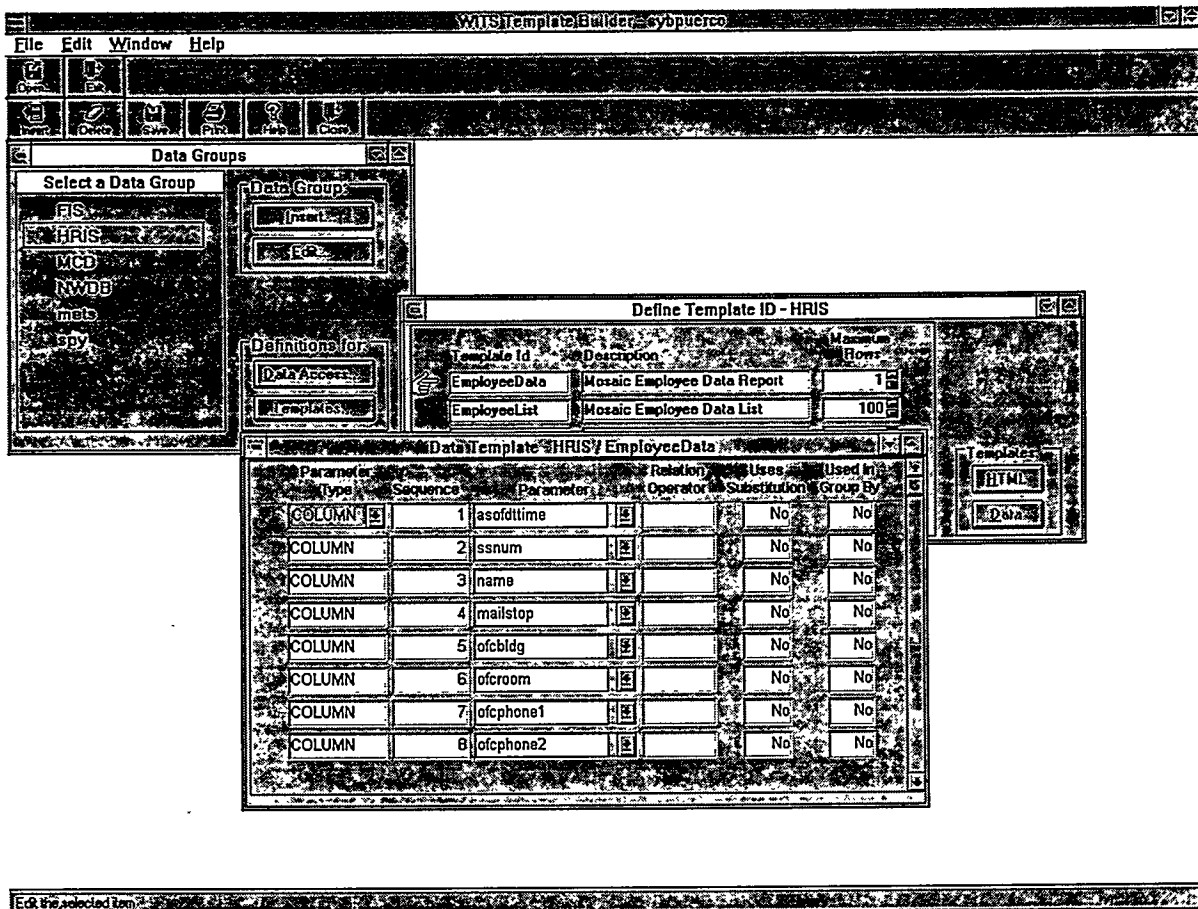 WITS Template Builder - sybpuerco
File Edit Window Help
Open Exit
Insert Delete Save Print Help Close
Data Groups
Select a Data Group
FIS
HRIS
MCD
NWDB
mets
spy
Data Group:
Insert...
Edit...
Definitions for:
Data Access...
Templates...
Define Template ID - HRIS
Template Id Description Maximum Rows
EmployeeData Mosaic Employee Data Report 1
EmployeeList Mosaic Employee Data List 100
Templates
HTML
Data
Data Template - HRIS / EmployeeData
Parameter Type Sequence Parameter Relation Operator Uses Substitution Used In Group By
COLUMN 1 asofdttime No No
COLUMN 2 ssnum No No
COLUMN 3 name No No
COLUMN 4 mailstop No No
COLUMN 5 ofcbldg No No
COLUMN 6 ofcroom No No
COLUMN 7 ofcphone1 No No
COLUMN 8 ofcphone2 No No
Edit the selected item